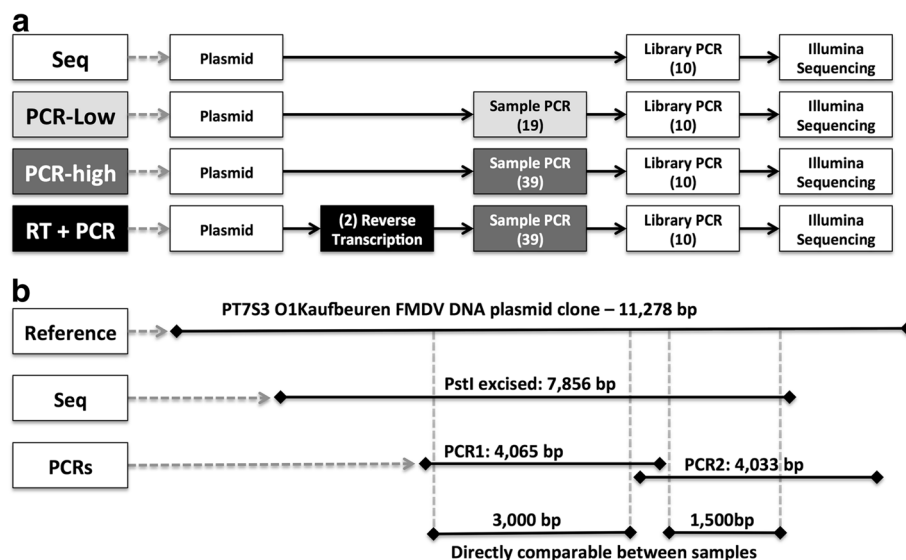 a
Seq
Plasmid
Library PCR
(10)
Illumina
Sequencing
PCR-Low
Plasmid
Sample PCR
(19)
Library PCR
(10)
Illumina
Sequencing
PCR-high
Plasmid
Sample PCR
(39)
Library PCR
(10)
Illumina
Sequencing
RT + PCR
Plasmid
(2) Reverse
Transcription
Sample PCR
(39)
Library PCR
(10)
Illumina
Sequencing
b
PT7S3 O1Kaufbeuren FMDV DNA plasmid clone – 11,278 bp
Reference
Seq
PstI excised: 7,856 bp
PCRs
PCR1: 4,065 bp
PCR2: 4,033 bp
3,000 bp
1,500bp
Directly comparable between samples